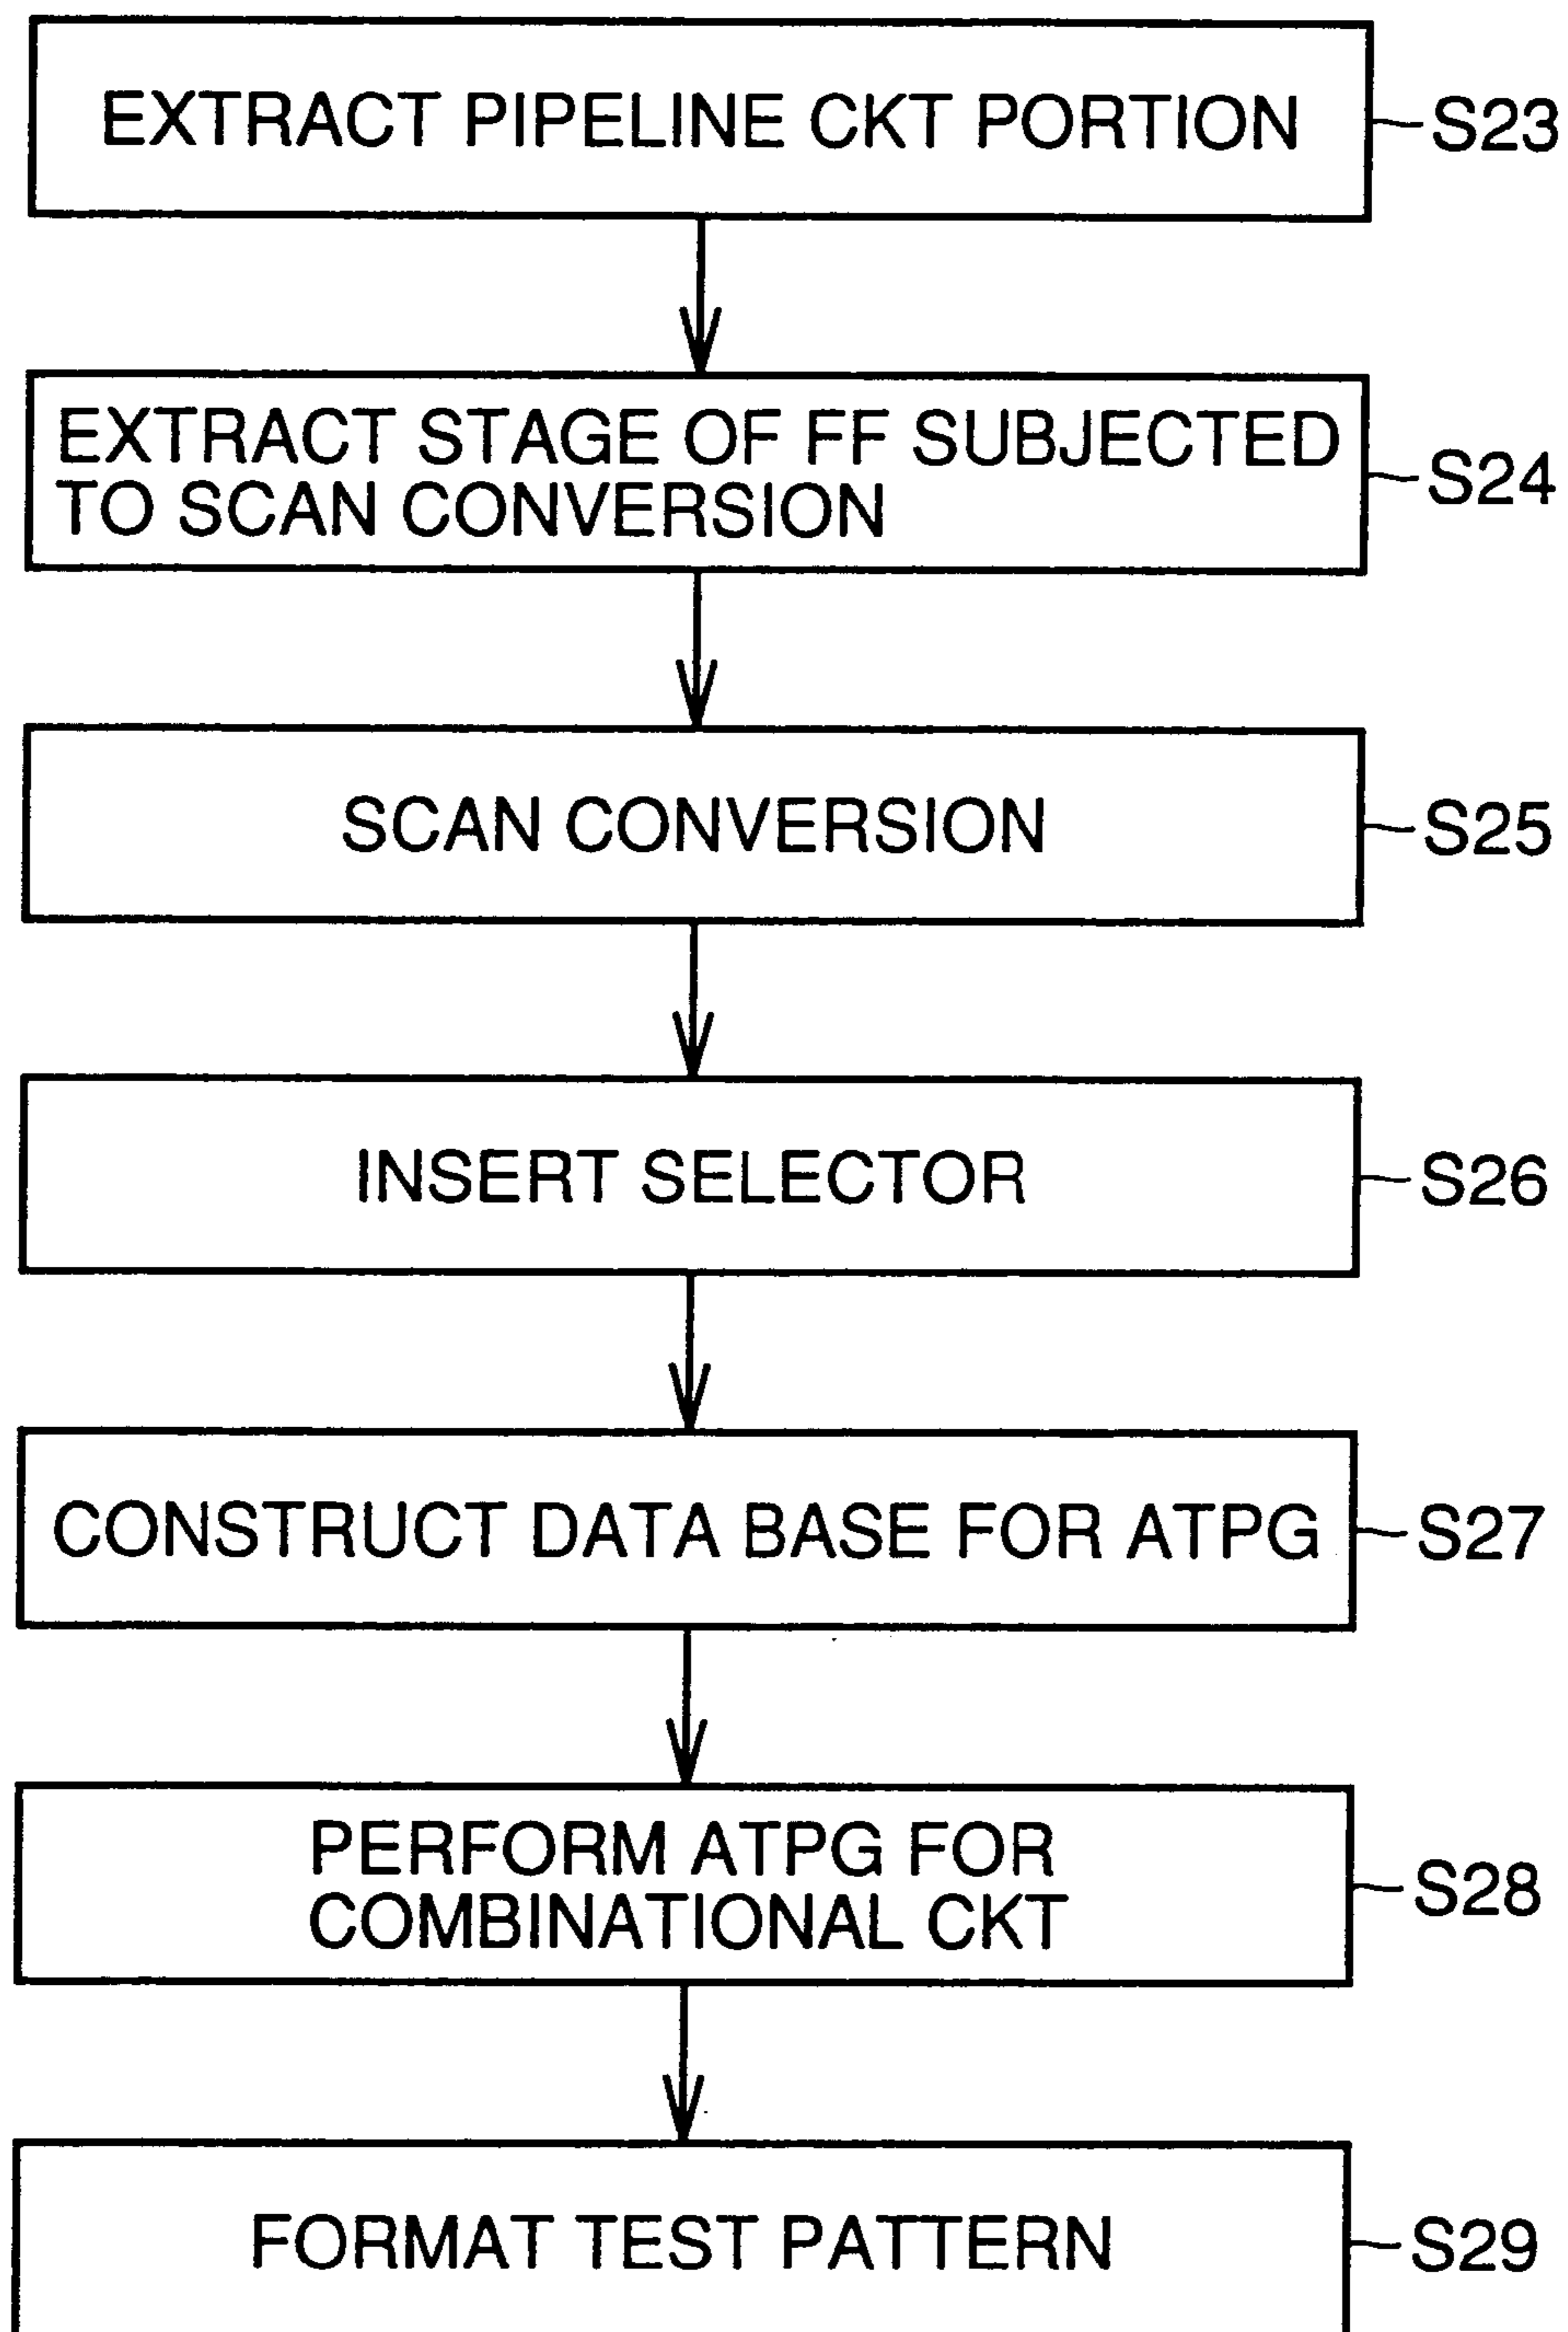 EXTRACT PIPELINE CKT PORTION
S23
EXTRACT STAGE OF FF SUBJECTED
TO SCAN CONVERSION
S24
SCAN CONVERSION
S25
INSERT SELECTOR
S26
CONSTRUCT DATA BASE FOR ATPG
S27
PERFORM ATPG FOR
COMBINATIONAL CKT
S28
FORMAT TEST PATTERN
S29